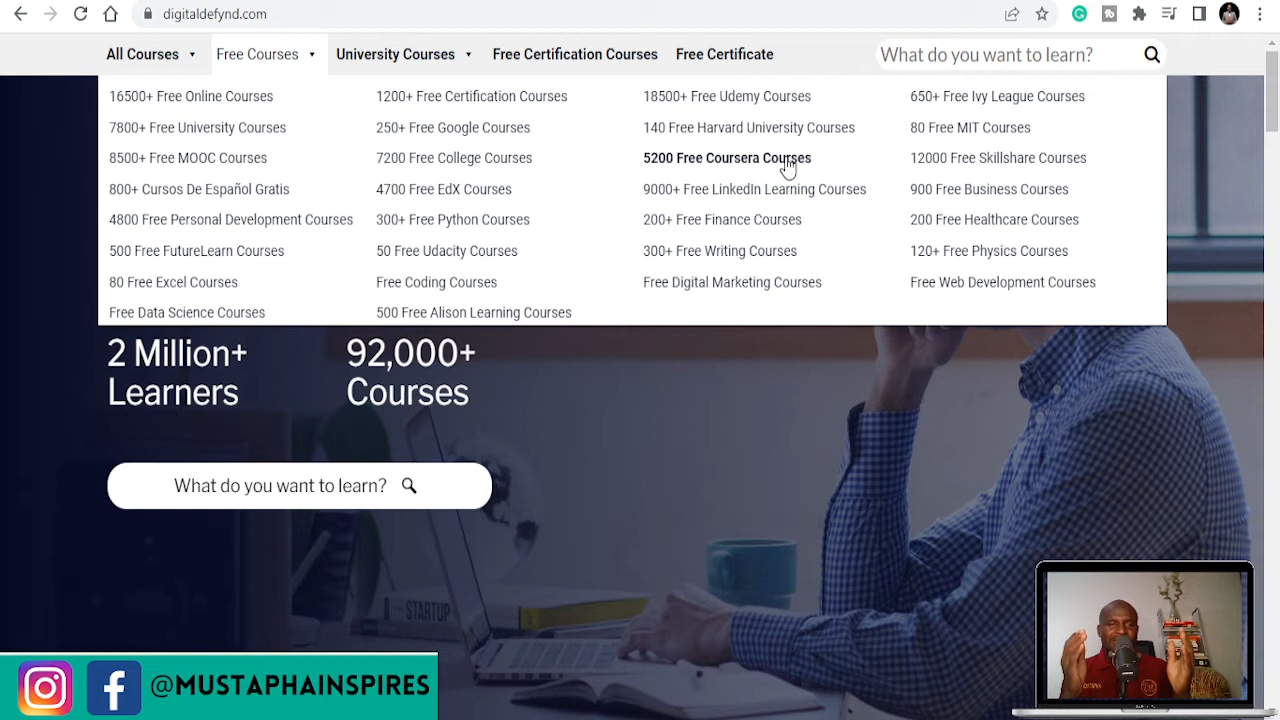 digitaldefynd.com
All Courses
Free Courses
University Courses
Free Certification Courses
Free Certificate
What do you want to learn?
16500+ Free Online Courses
1200+ Free Certification Courses
18500+ Free Udemy Courses
650+ Free Ivy League Courses
7800+ Free University Courses
250+ Free Google Courses
140 Free Harvard University Courses
80 Free MIT Courses
8500+ Free MOOC Courses
7200 Free College Courses
5200 Free Coursera Courses
12000 Free Skillshare Courses
800+ Cursos De Español Gratis
4700 Free EdX Courses
9000+ Free LinkedIn Learning Courses
900 Free Business Courses
4800 Free Personal Development Courses
300+ Free Python Courses
200+ Free Finance Courses
200 Free Healthcare Courses
500 Free FutureLearn Courses
50 Free Udacity Courses
300+ Free Writing Courses
120+ Free Physics Courses
80 Free Excel Courses
Free Coding Courses
Free Digital Marketing Courses
Free Web Development Courses
Free Data Science Courses
500 Free Alison Learning Courses
2 Million+
Learners
92,000+
Courses
What do you want to learn?
STARTUP
@MUSTAPHAINSPIRES